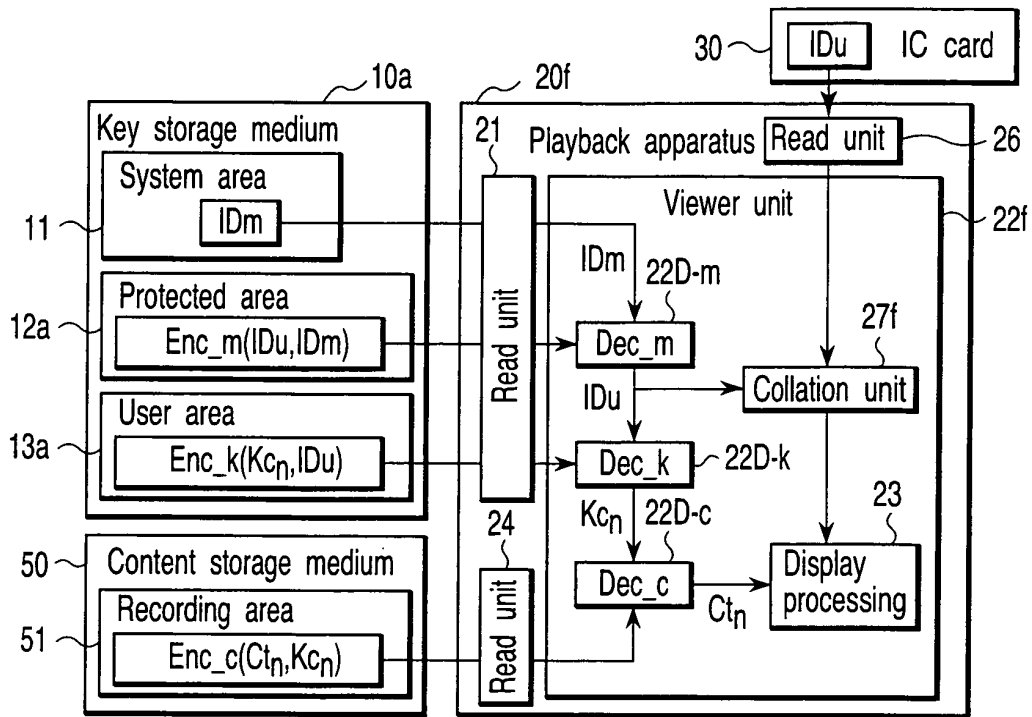 30
IDu
IC card
10a
20f
Key storage medium
System area
IDm
11
Protected area
12a
Enc_m(IDu,IDm)
User area
13a
Enc_k(Kcn,IDu)
50
Content storage medium
Recording area
51
Enc_c(Ctn,Kcn)
21
Playback apparatus
Read unit
26
Read unit
Viewer unit
22f
IDm
22D-m
Dec_m
27f
IDu
Collation unit
Dec_k
22D-k
Kcn
22D-c
24
23
Read unit
Dec_c
Ctn
Display
processing